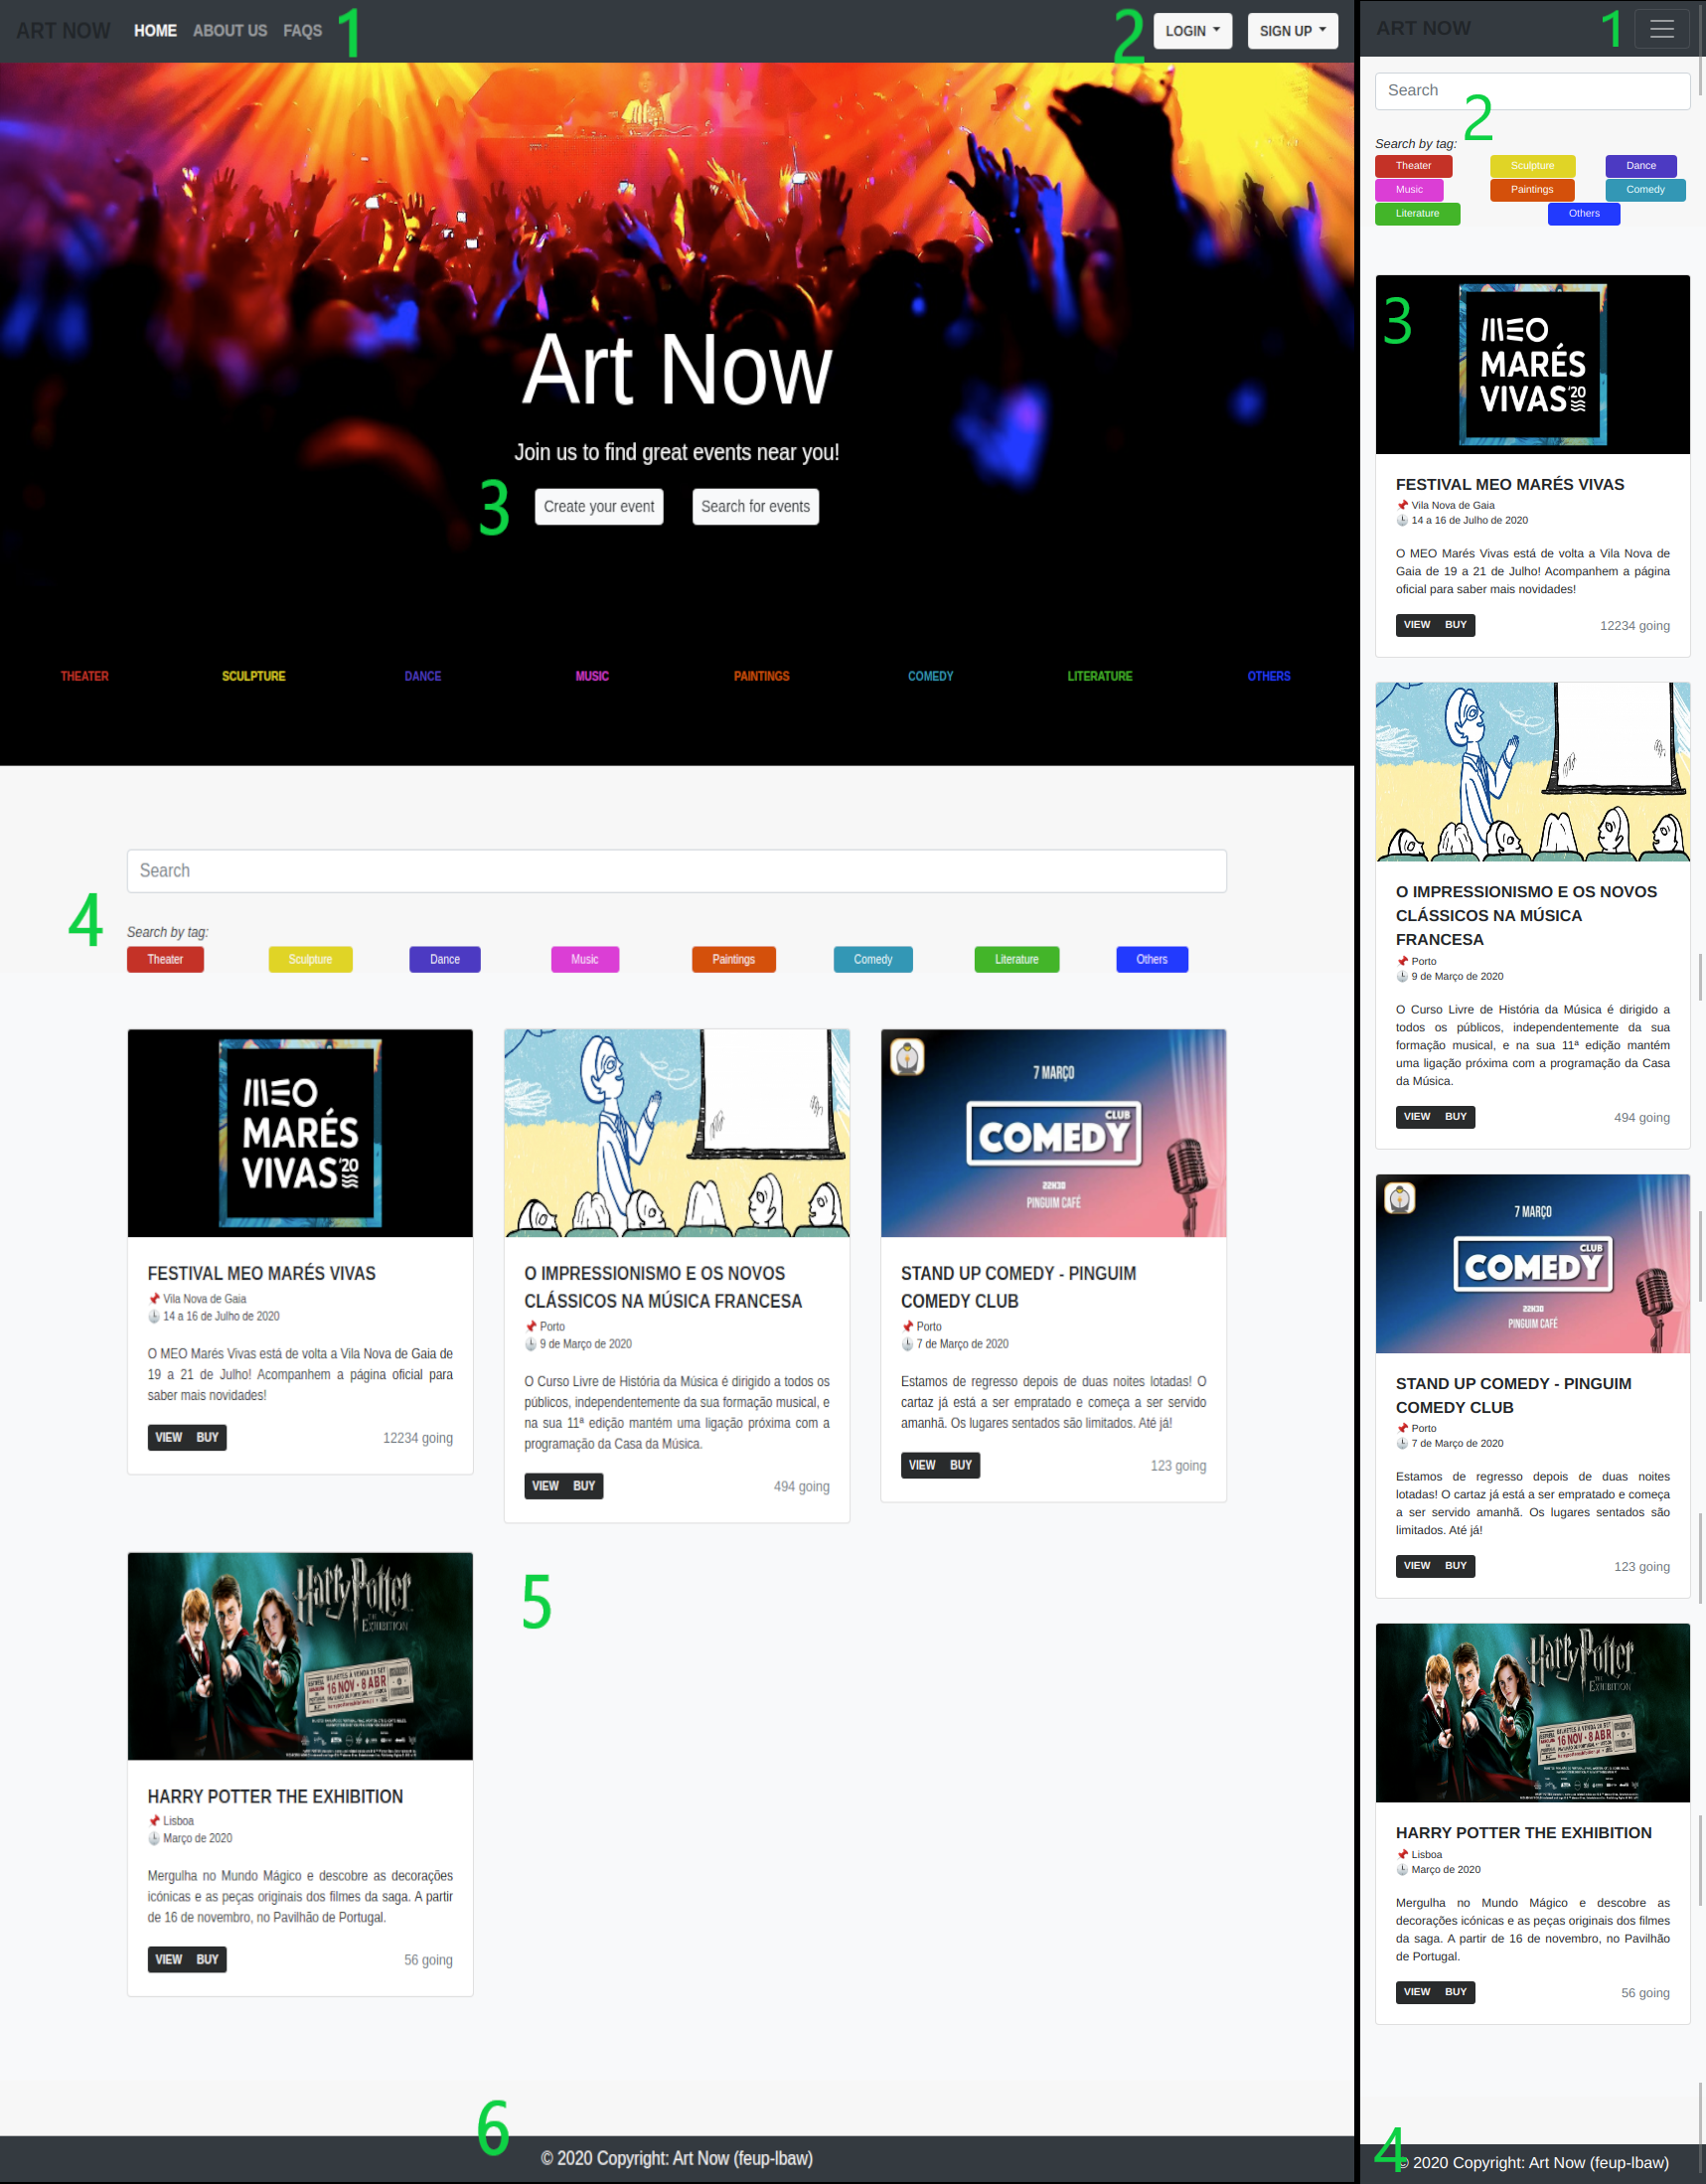 ART NOW HOME ABOUT US FAQS 1 2 LOGIN SIGN UP
Art Now
Join us to find great events near you!
3 Create your event Search for events
THEATER SCULPTURE DANCE MUSIC PAINTINGS COMEDY LITERATURE OTHERS
Search
4
Search by tag:
Theater Sculpture Dance Music Paintings Comedy Literature Others
MEO
MARÉS
VIVAS '20
FESTIVAL MEO MARÉS VIVAS
Vila Nova de Gaia
14 a 16 de Julho de 2020
O MEO Marés Vivas está de volta a Vila Nova de Gaia de
19 a 21 de Julho! Acompanhem a página oficial para
saber mais novidades!
VIEW BUY 12234 going
O IMPRESSIONISMO E OS NOVOS
CLÁSSICOS NA MÚSICA FRANCESA
Porto
9 de Março de 2020
O Curso Livre de História da Música é dirigido a todos os
públicos, independentemente da sua formação musical, e
na sua 11ª edição mantém uma ligação próxima com a
programação da Casa da Música.
VIEW BUY 494 going
7 MARÇO
COMEDY
CLUB
22H30
PINGUIM CAFÉ
STAND UP COMEDY - PINGUIM
COMEDY CLUB
Porto
7 de Março de 2020
Estamos de regresso depois de duas noites lotadas! O
cartaz já está a ser empratado e começa a ser servido
amanhã. Os lugares sentados são limitados. Até já!
VIEW BUY 123 going
Harry Potter
THE
EXHIBITION
BILHETES À VENDA 24 SET
16 NOV · 8 ABR
HARRY POTTER THE EXHIBITION
Lisboa
Março de 2020
Mergulha no Mundo Mágico e descobre as decorações
icónicas e as peças originais dos filmes da saga. A partir
de 16 de novembro, no Pavilhão de Portugal.
VIEW BUY 56 going
5
6
© 2020 Copyright: Art Now (feup-lbaw)
ART NOW 1
Search
2
Search by tag:
Theater Sculpture Dance
Music Paintings Comedy
Literature Others
3
MEO
MARÉS
VIVAS '20
FESTIVAL MEO MARÉS VIVAS
Vila Nova de Gaia
14 a 16 de Julho de 2020
O MEO Marés Vivas está de volta a Vila Nova de
Gaia de 19 a 21 de Julho! Acompanhem a página
oficial para saber mais novidades!
VIEW BUY 12234 going
O IMPRESSIONISMO E OS NOVOS
CLÁSSICOS NA MÚSICA
FRANCESA
Porto
9 de Março de 2020
O Curso Livre de História da Música é dirigido a
todos os públicos, independentemente da sua
formação musical, e na sua 11ª edição mantém
uma ligação próxima com a programação da Casa
da Música.
VIEW BUY 494 going
7 MARÇO
COMEDY
CLUB
22H30
PINGUIM CAFÉ
STAND UP COMEDY - PINGUIM
COMEDY CLUB
Porto
7 de Março de 2020
Estamos de regresso depois de duas noites
lotadas! O cartaz já está a ser empratado e começa
a ser servido amanhã. Os lugares sentados são
limitados. Até já!
VIEW BUY 123 going
Harry Potter
THE
EXHIBITION
BILHETES À VENDA 24 SET
16 NOV · 8 ABR
HARRY POTTER THE EXHIBITION
Lisboa
Março de 2020
Mergulha no Mundo Mágico e descobre as
decorações icónicas e as peças originais dos filmes
da saga. A partir de 16 de novembro, no Pavilhão
de Portugal.
VIEW BUY 56 going
4
© 2020 Copyright: Art Now (feup-lbaw)